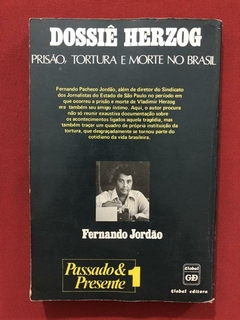 DOSSIÊ HERZOG
PRISÃO, TORTURA E MORTE NO BRASIL
Fernando Pacheco Jordão, além de diretor do Sindicato
dos Jornalistas do Estado de São Paulo no período em
que ocorreu a prisão e morte de Vladimir Herzog
era também seu amigo íntimo. Aqui, o autor procura
não só reunir exaustiva documentação sobre
os acontecimentos ligados àquela tragédia, mas
também traçar um quadro de própria instituição da
tortura, que desgraçadamente se tornou parte do
cotidiano da vida brasileira.
Fernando Jordão
Passado &
Presente 1
Global
GĐ
Global editora